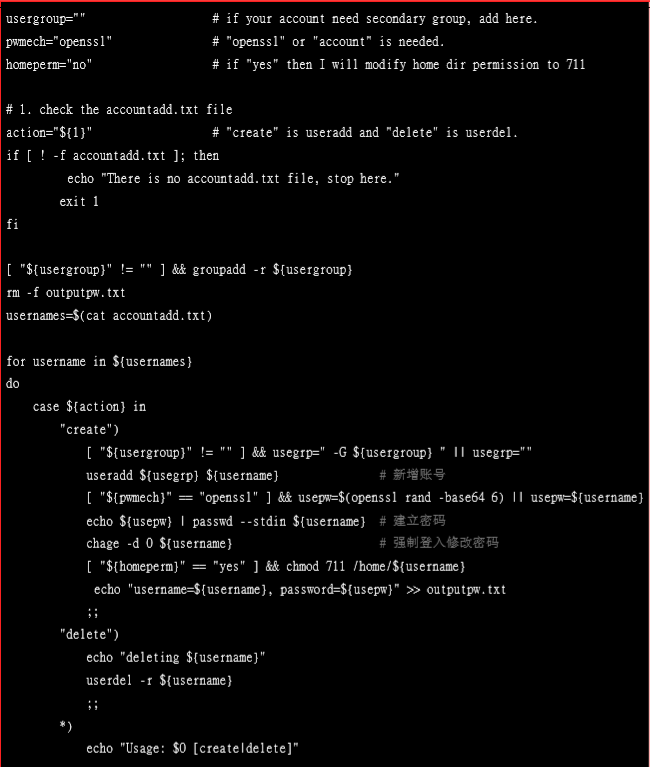 usergroup=""                   # if your account need secondary group, add here.
pwmech="openssl"               # "openssl" or "account" is needed.
homeperm="no"                  # if "yes" then I will modify home dir permission to 711
# 1. check the accountadd.txt file
action="${1}"                  # "create" is useradd and "delete" is userdel.
if [ ! -f accountadd.txt ]; then
         echo "There is no accountadd.txt file, stop here."
        exit 1
fi
[ "${usergroup}" != "" ] && groupadd -r ${usergroup}
rm -f outputpw.txt
usernames=$(cat accountadd.txt)
for username in ${usernames}
do
    case ${action} in
        "create")
            [ "${usergroup}" != "" ] && usegrp=" -G ${usergroup} " || usegrp=""
            useradd ${usegrp} ${username}               # 新增账号
            [ "${pwmech}" == "openssl" ] && usepw=$(openssl rand -base64 6) || usepw=${username}
            echo ${usepw} | passwd --stdin ${username}  # 建立密码
            chage -d 0 ${username}                      # 强制登入修改密码
            [ "${homeperm}" == "yes" ] && chmod 711 /home/${username}
             echo "username=${username}, password=${usepw}" >> outputpw.txt
            ;;
        "delete")
            echo "deleting ${username}"
            userdel -r ${username}
            ;;
        *)
            echo "Usage: $0 [create|delete]"